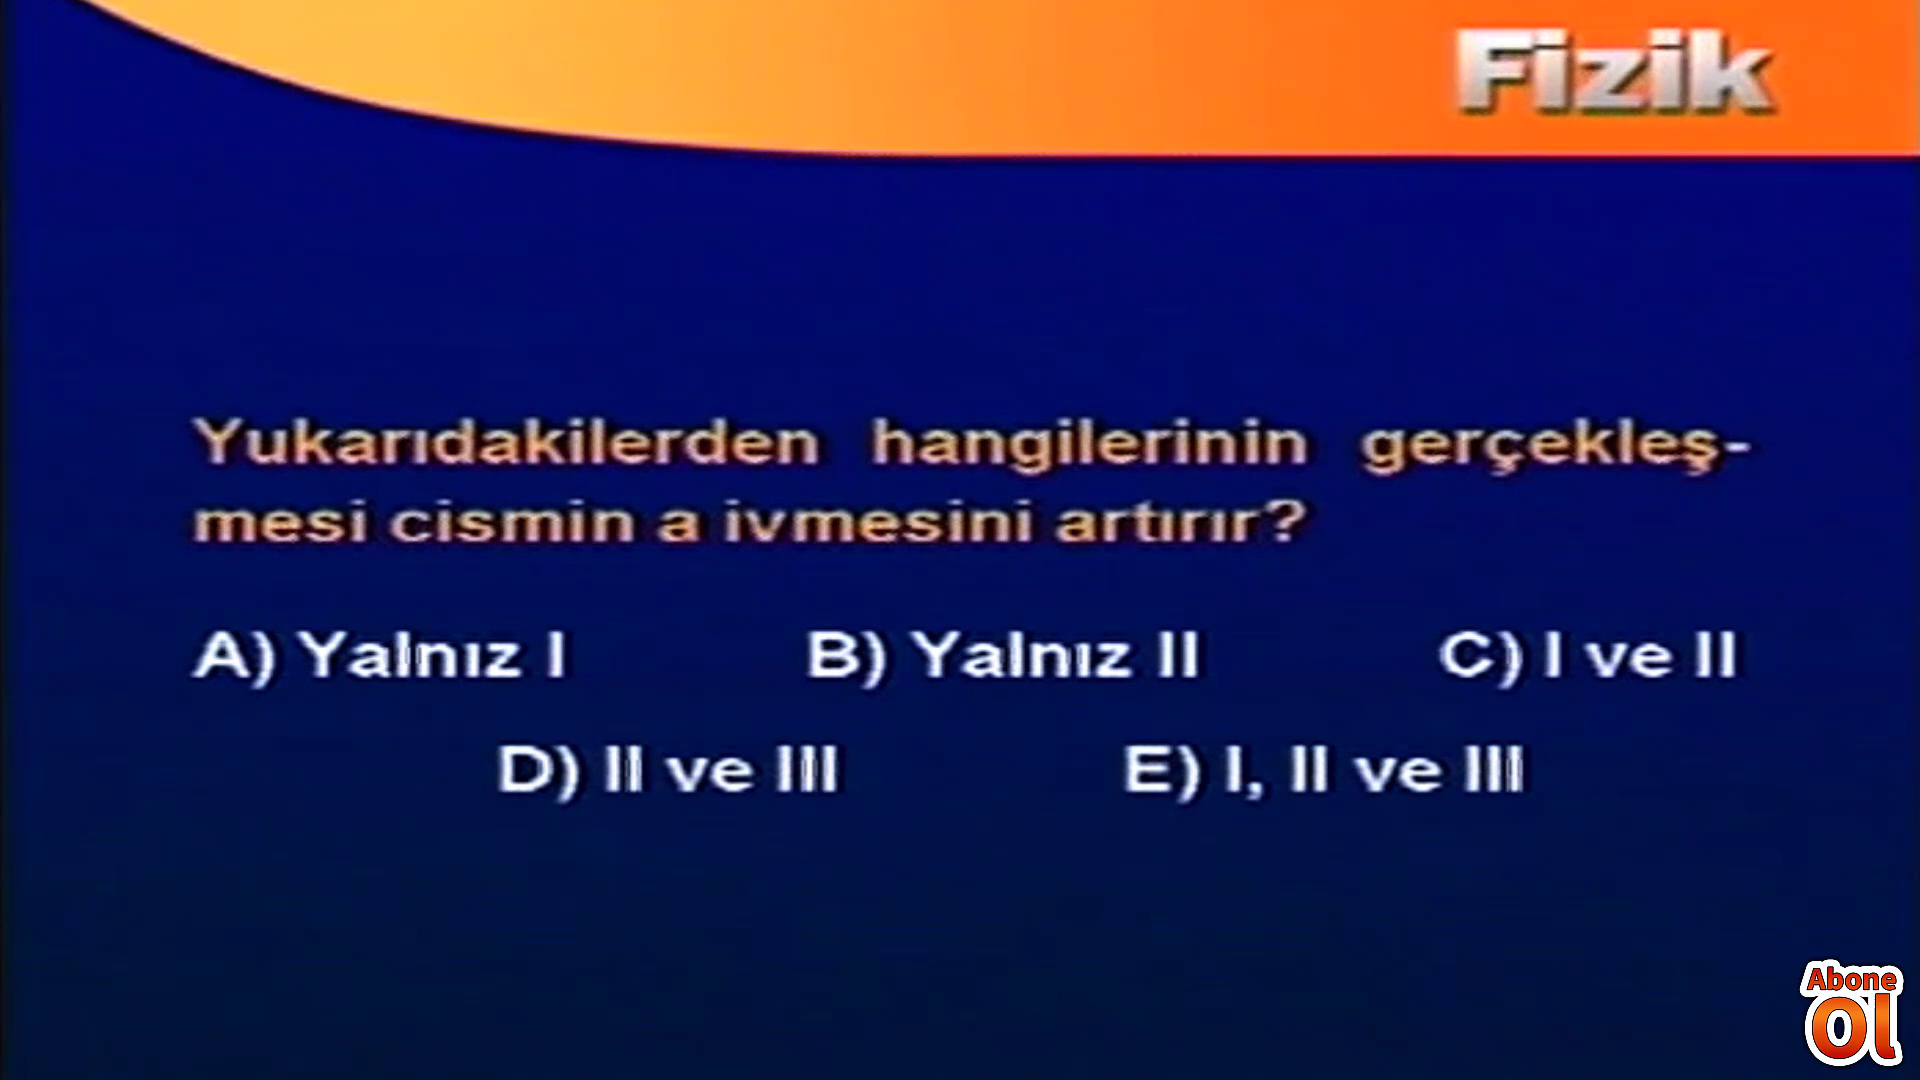 Fizik
Yukarıdakilerden hangilerinin gerçekleş-
mesi cismin a ivmesini artırır?
A) Yalnız I B) Yalnız II C) I ve II
D) II ve III E) I, II ve III
Abone
Ol